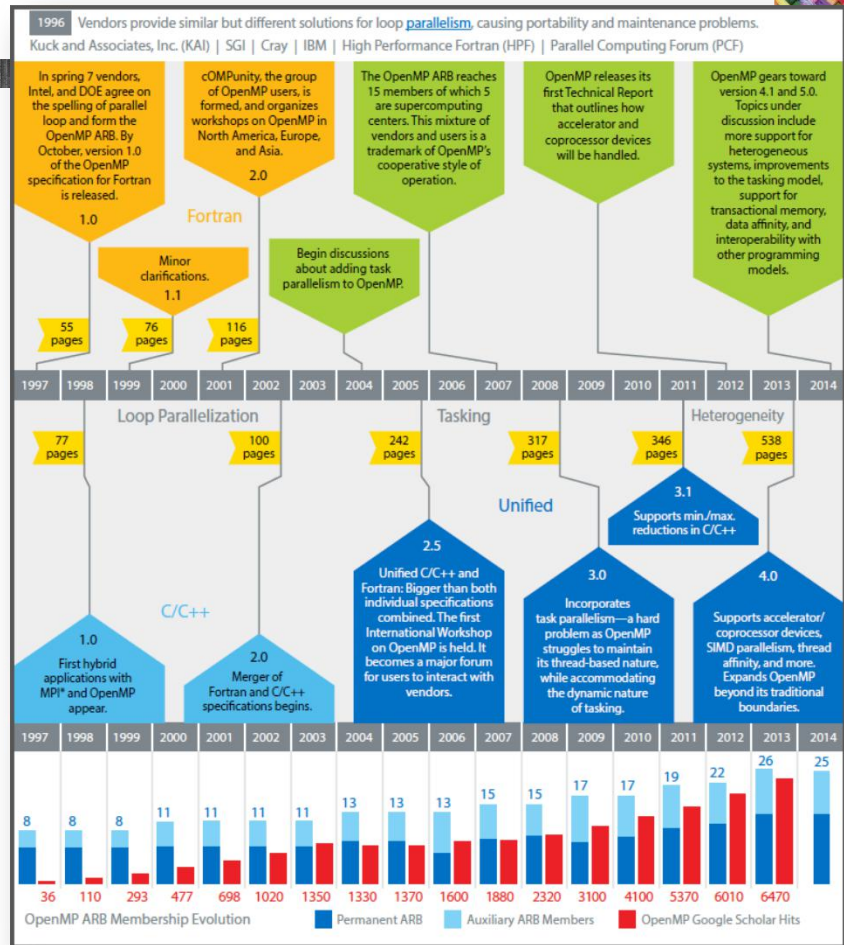 1996 Vendors provide similar but different solutions for loop parallelism, causing portability and maintenance problems.
Kuck and Associates, Inc. (KAI) | SGI | Cray | IBM | High Performance Fortran (HPF) | Parallel Computing Forum (PCF)
In spring 7 vendors,
Intel, and DOE agree on
the spelling of parallel
loop and form the
OpenMP ARB. By
October, version 1.0
of the OpenMP
specification for Fortran
is released.
1.0
cOMPunity, the group
of OpenMP users, is
formed, and organizes
workshops on OpenMP in
North America, Europe,
and Asia.
2.0
The OpenMP ARB reaches
15 members of which 5
are supercomputing
centers. This mixture of
vendors and users is a
trademark of OpenMP's
cooperative style of
operation.
OpenMP releases its
first Technical Report
that outlines how
accelerator and
coprocessor devices
will be handled.
OpenMP gears toward
version 4.1 and 5.0.
Topics under
discussion include
more support for
heterogeneous
systems, improvements
to the tasking model,
support for
transactional memory,
data affinity, and
interoperability with
other programming
models.
Fortran
Minor
clarifications.
1.1
Begin discussions
about adding task
parallelism to OpenMP.
55
pages
76
pages
116
pages
1997 1998 1999 2000 2001 2002 2003 2004 2005 2006 2007 2008 2009 2010 2011 2012 2013 2014
Loop Parallelization Tasking Heterogeneity
77
pages
100
pages
242
pages
317
pages
346
pages
538
pages
Unified
C/C++
1.0
First hybrid
applications with
MPI* and OpenMP
appear.
2.0
Merger of
Fortran and C/C++
specifications begins.
2.5
Unified C/C++ and
Fortran: Bigger than both
individual specifications
combined. The first
International Workshop
on OpenMP is held. It
becomes a major forum
for users to interact with
vendors.
3.0
Incorporates
task parallelism—a hard
problem as OpenMP
struggles to maintain
its thread-based nature,
while accommodating
the dynamic nature
of tasking.
3.1
Supports min./max.
reductions in C/C++
4.0
Supports accelerator/
coprocessor devices,
SIMD parallelism, thread
affinity, and more.
Expands OpenMP
beyond its traditional
boundaries.
1997 1998 1999 2000 2001 2002 2003 2004 2005 2006 2007 2008 2009 2010 2011 2012 2013 2014
8 8 8 11 11 11 11 13 13 13 15 15 17 17 19 22 26 25
36 110 293 477 698 1020 1350 1330 1370 1600 1880 2320 3100 4100 5370 6010 6470
OpenMP ARB Membership Evolution Permanent ARB Auxiliary ARB Members OpenMP Google Scholar Hits